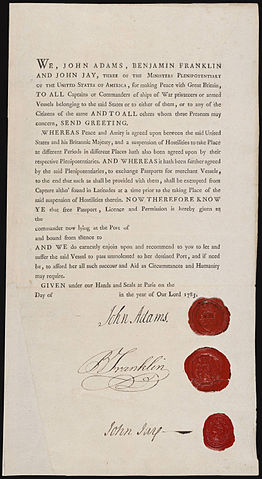 WE, JOHN ADAMS, BENJAMIN FRANKLIN
AND JOHN JAY, THREE OF THE MINISTERS PLENIPOTENTIARY
OF THE UNITED STATES OF AMERICA, for making Peace with Great Britain,
TO ALL Captains or Commanders of ships of War privateers or armed
Vessels belonging to the said States or to either of them, or to any of the
Citizens of the same AND TO ALL others whom these Presents may
concern, SEND GREETING.
WHEREAS Peace and Amity is agreed upon between the said United
States and his Britannic Majesty, and a suspension of Hostilities to take Place
at different Periods in different Places hath also been agreed upon by their
respective Plenipotentiaries. AND WHEREAS it hath been further agreed
by the said Plenipotentiaries, to exchange Passports for merchant Vessels,
to the end that such as shall be provided with them, shall be exempted from
Capture altho' found in Latitudes at a time prior to the taking Place of the
said suspension of Hostilities therein. NOW THEREFORE KNOW
YE that free Passport, Licence and Permission is hereby given to
the
commander now lying at the Port of
and bound from thence to
AND WE do earnestly enjoin upon and recommend to you to let and
suffer the said Vessel to pass unmolested to her destined Port, and if need
be, to afford her all such succour and Aid as Circumstances and Humanity
may require.
GIVEN under our Hands and Seals at Paris on the
Day of in the year of Our Lord 1783.
John Adams.
B Franklin
John Jay